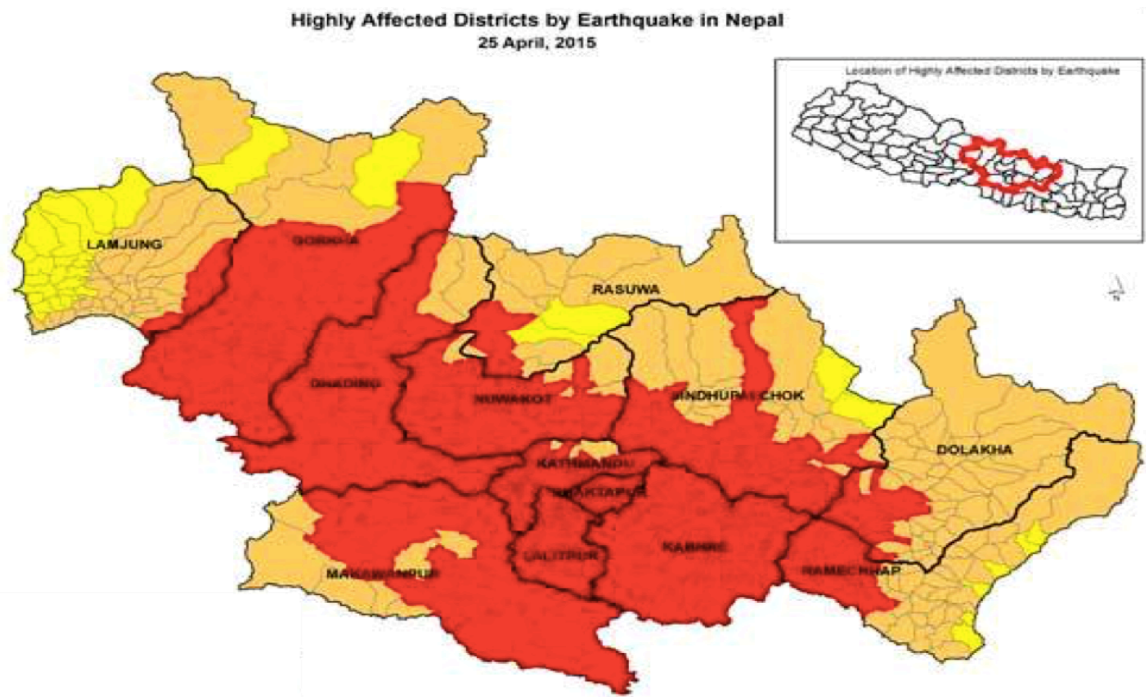 Highly Affected Districts by Earthquake in Nepal
25 April, 2015
Location of Highly Affected Districts by Earthquake
GORKHA
LAMJUNG
RASUWA
DHADING
NUWAKOT
SINDHUPALCHOK
DOLAKHA
KATHMANDU
BHAKTAPUR
LALITPUR
KABHRE
MAKAWANPUR
RAMECHHAP